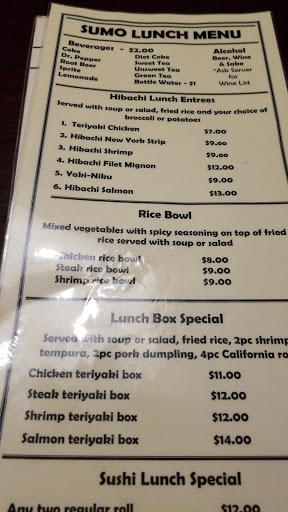 SUMO LUNCH MENU
Beverages - $2.00
Coke Diet Coke
Dr. Pepper Sweet Tea
Root Beer Unsweet Tea
Sprite Green Tea
Lemonade Bottle Water - $1
Alcohol
Beer, Wine
& Sake
*Ask Server
for
Wine List
Hibachi Lunch Entrees
Served with soup or salad, fried rice and your choice of
broccoli or potatoes
1. Teriyaki Chicken $7.00
2. Hibachi New York Strip $9.00
3. Hibachi Shrimp $9.00
4. Hibachi Filet Mignon $12.00
5. Yaki-Niku $9.00
6. Hibachi Salmon $13.00
Rice Bowl
Mixed vegetables with spicy seasoning on top of fried
rice served with soup or salad
Chicken rice bowl $8.00
Steak rice bowl $9.00
Shrimp rice bowl $9.00
Lunch Box Special
Served with soup or salad, fried rice, 2pc shrimp
tempura, 2pc pork dumpling, 4pc California ro
Chicken teriyaki box $11.00
Steak teriyaki box $12.00
Shrimp teriyaki box $12.00
Salmon teriyaki box $14.00
Sushi Lunch Special
Any two regular roll $12.00